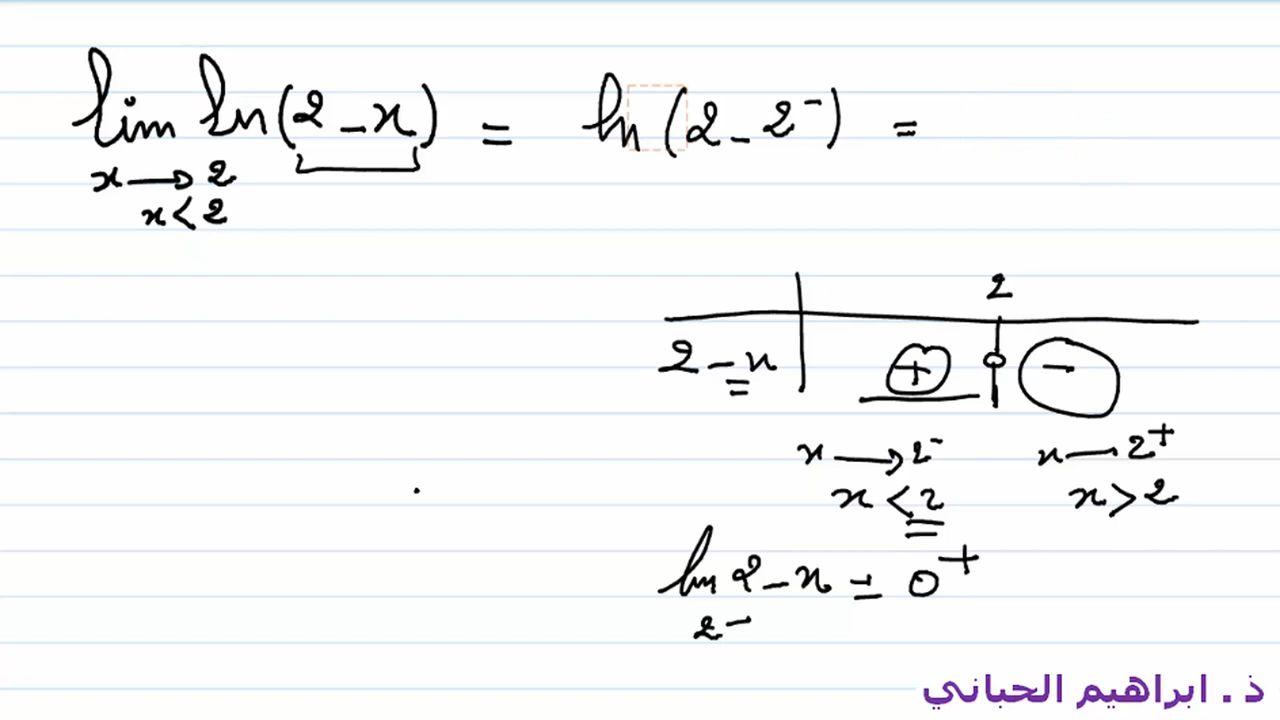 lim ln(2-x) = ln(2-2⁻) =
x → 2
x < 2
2
2-x + -
x → 2⁻ x → 2⁺
x < 2 x > 2
lim 2-x = 0⁺
2⁻
ذ . ابراهيم الحباني